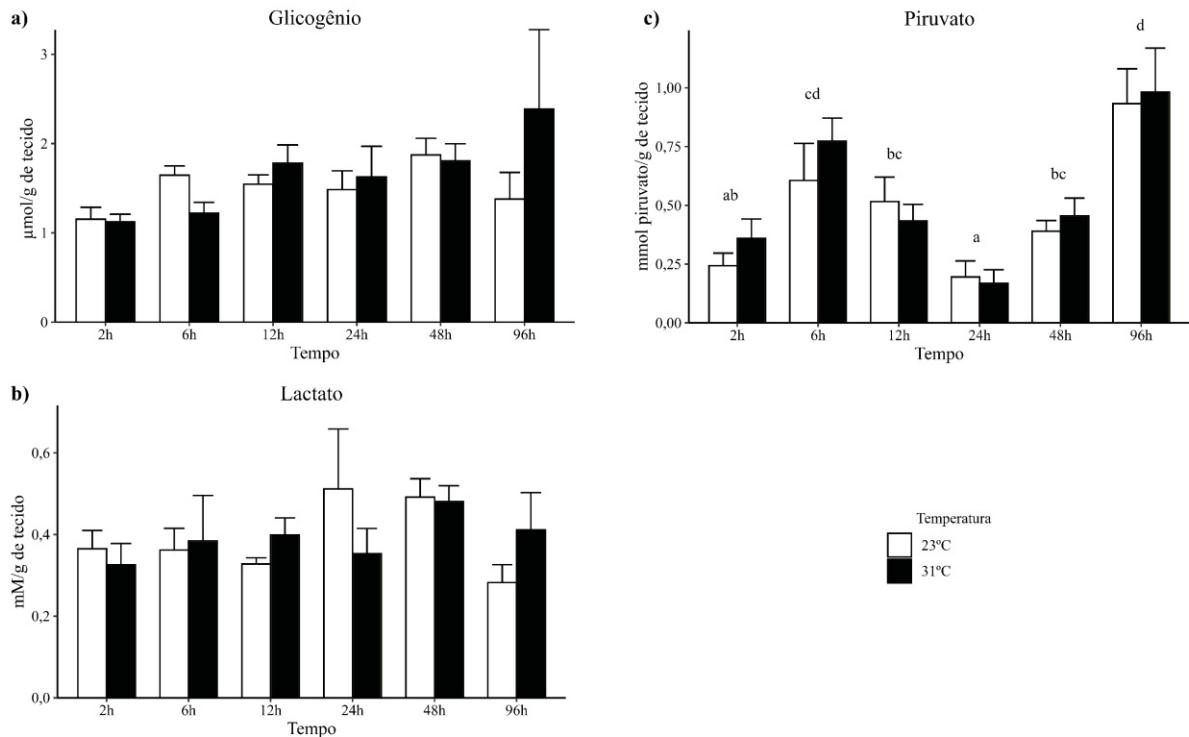 a)
Glicogênio
µmol/g de tecido
3
2
1
0
2h 6h 12h 24h 48h 96h
Tempo
b)
Lactato
mM/g de tecido
0,6
0,4
0,2
0,0
2h 6h 12h 24h 48h 96h
Tempo
c)
Piruvato
mmol piruvato/g de tecido
1,00
0,75
0,50
0,25
0,00
ab cd bc a bc d
2h 6h 12h 24h 48h 96h
Tempo
Temperatura
23ºC
31ºC